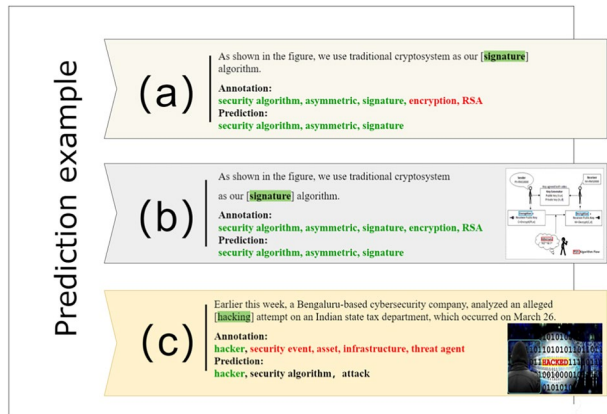 Prediction example
(a)
As shown in the figure, we use traditional cryptosystem as our [signature]
algorithm.
Annotation:
security algorithm, asymmetric, signature, encryption, RSA
Prediction:
security algorithm, asymmetric, signature
(b)
As shown in the figure, we use traditional cryptosystem
as our [signature] algorithm.
Annotation:
security algorithm, asymmetric, signature, encryption, RSA
Prediction:
security algorithm, asymmetric, signature
(c)
Earlier this week, a Bengaluru-based cybersecurity company, analyzed an alleged
[hacking] attempt on an Indian state tax department, which occurred on March 26.
Annotation:
hacker, security event, asset, infrastructure, threat agent
Prediction:
hacker, security algorithm, attack
HACKED